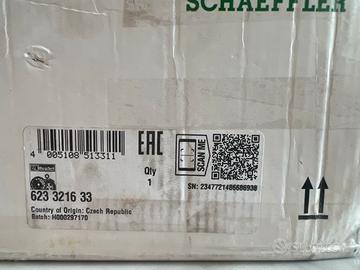 SCHAEFFLER
4 005108 513311
EAC
Qty
1
SCAN ME
SN: 2347721486686930
623 3216 33
Country of Origin: Czech Republic
Batch: H000297170